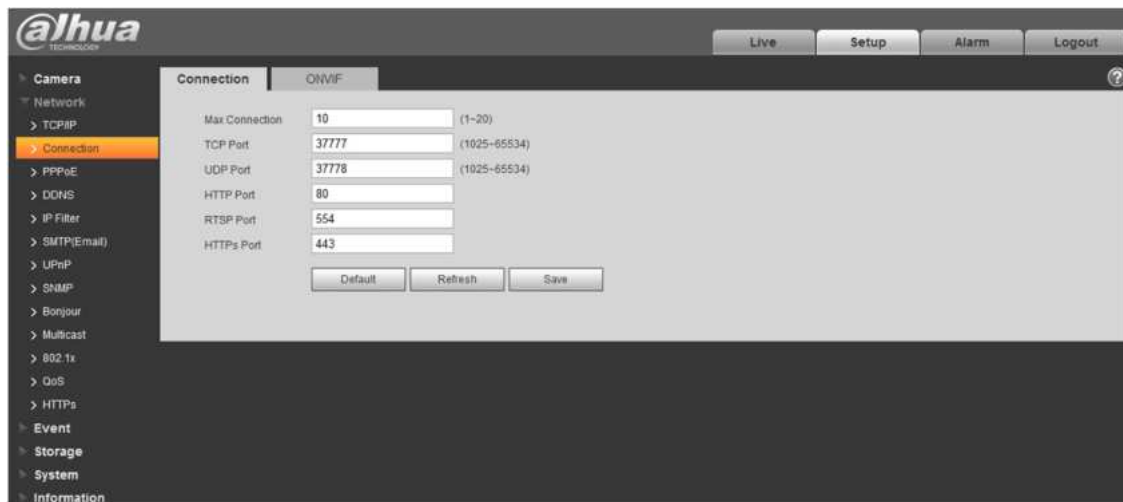 alhua
TECHNOLOGY
Live
Setup
Alarm
Logout
Camera
Network
TCP/IP
Connection
PPPoE
DDNS
IP Filter
SMTP(Email)
UPnP
SNMP
Bonjour
Multicast
802.1x
QoS
HTTPs
Event
Storage
System
Information
Connection
ONVIF
?
Max Connection 10 (1~20)
TCP Port 37777 (1025~65534)
UDP Port 37778 (1025~65534)
HTTP Port 80
RTSP Port 554
HTTPs Port 443
Default
Refresh
Save